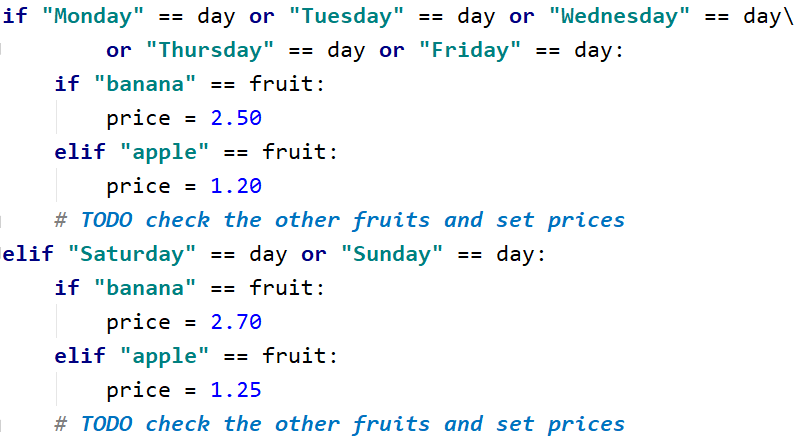 if "Monday" == day or "Tuesday" == day or "Wednesday" == day\
        or "Thursday" == day or "Friday" == day:
    if "banana" == fruit:
        price = 2.50
    elif "apple" == fruit:
        price = 1.20
    # TODO check the other fruits and set prices
elif "Saturday" == day or "Sunday" == day:
    if "banana" == fruit:
        price = 2.70
    elif "apple" == fruit:
        price = 1.25
    # TODO check the other fruits and set prices